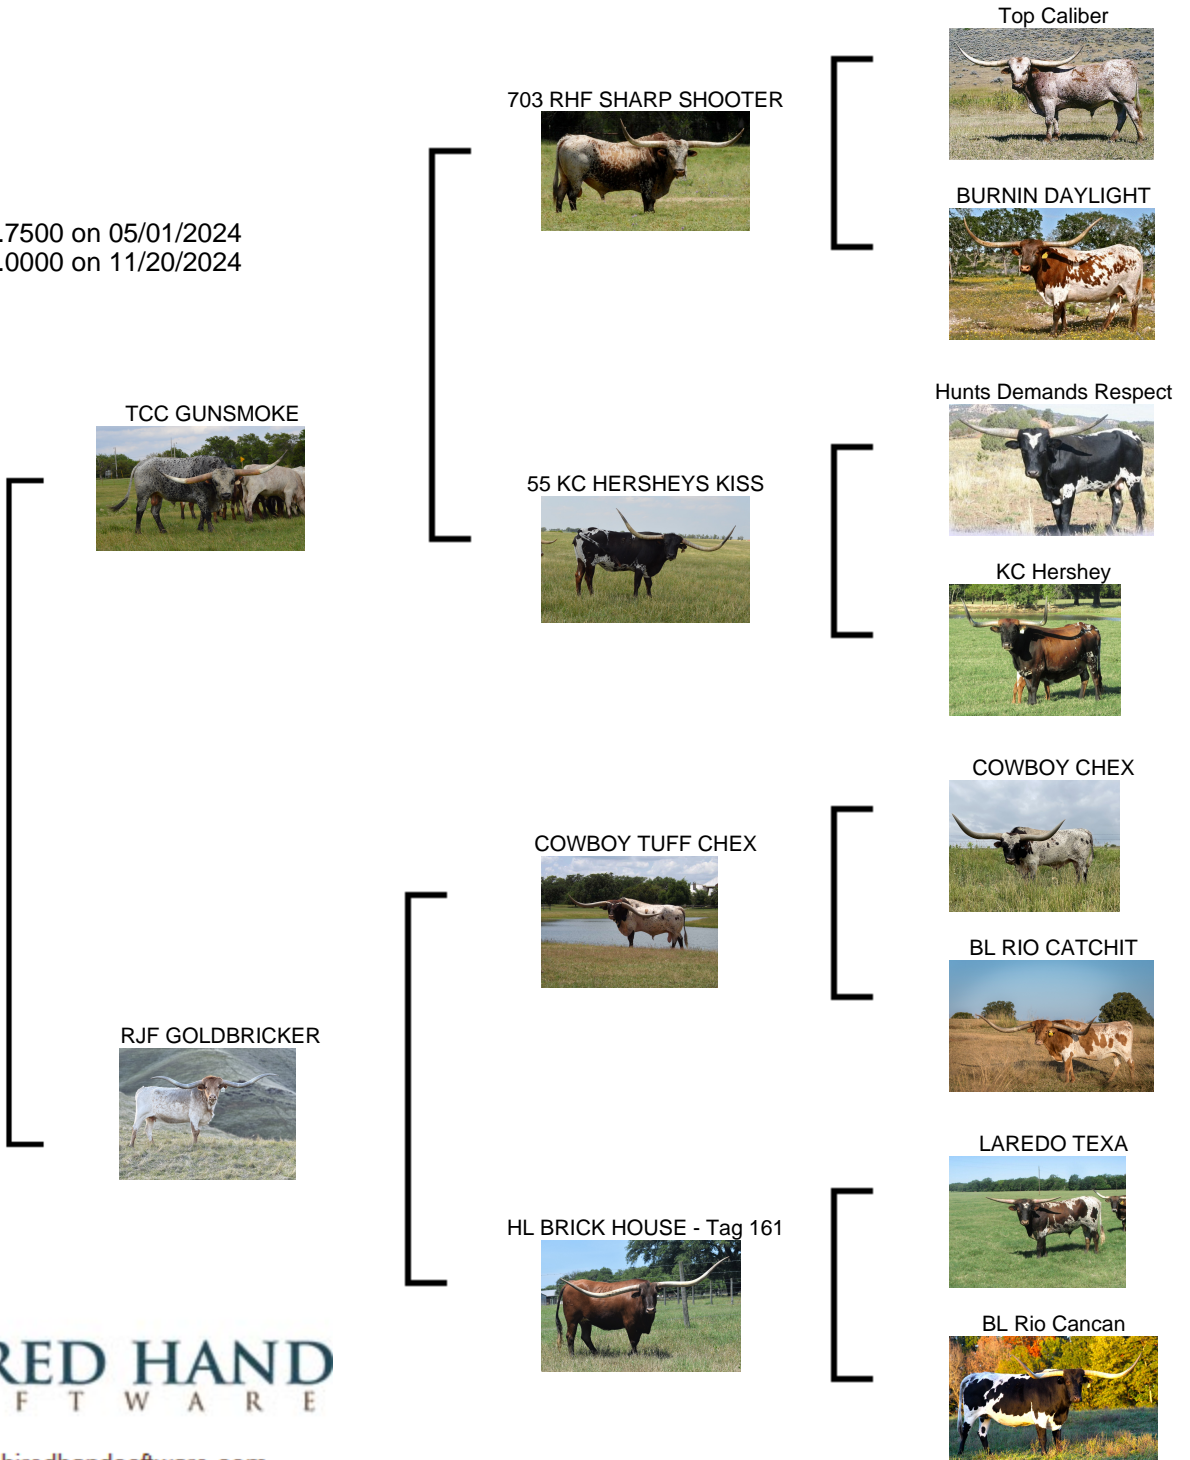 Top Caliber
703 RHF SHARP SHOOTER
BURNIN DAYLIGHT
.7500 on 05/01/2024
.0000 on 11/20/2024
Hunts Demands Respect
TCC GUNSMOKE
55 KC HERSHEYS KISS
KC Hershey
COWBOY CHEX
COWBOY TUFF CHEX
BL RIO CATCHIT
RJF GOLDBRICKER
LAREDO TEXA
HL BRICK HOUSE - Tag 161
BL Rio Cancan
RED HAND
F T W A R E